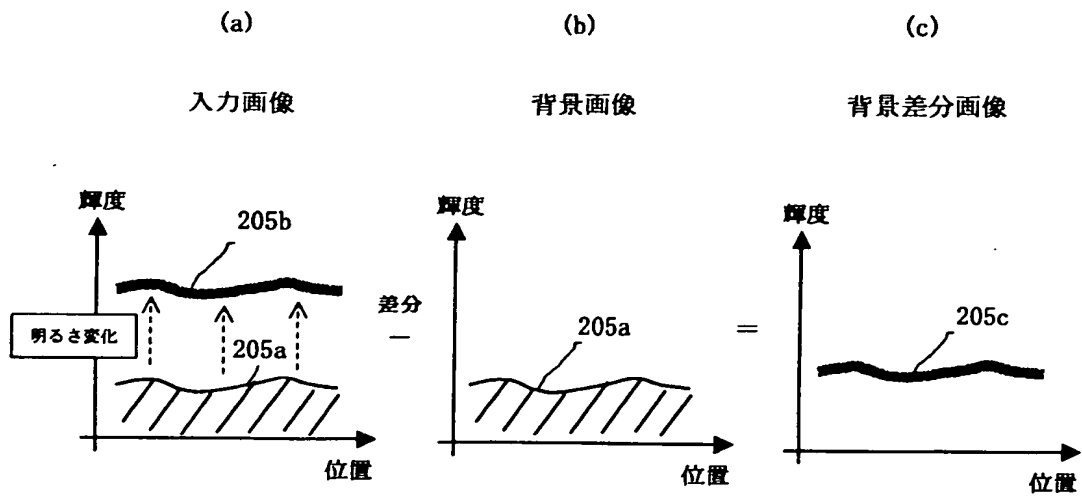 (a)
入力画像
輝度
205b
明るさ変化
205a
位置
差分
−
(b)
背景画像
輝度
205a
位置
=
(c)
背景差分画像
輝度
205c
位置